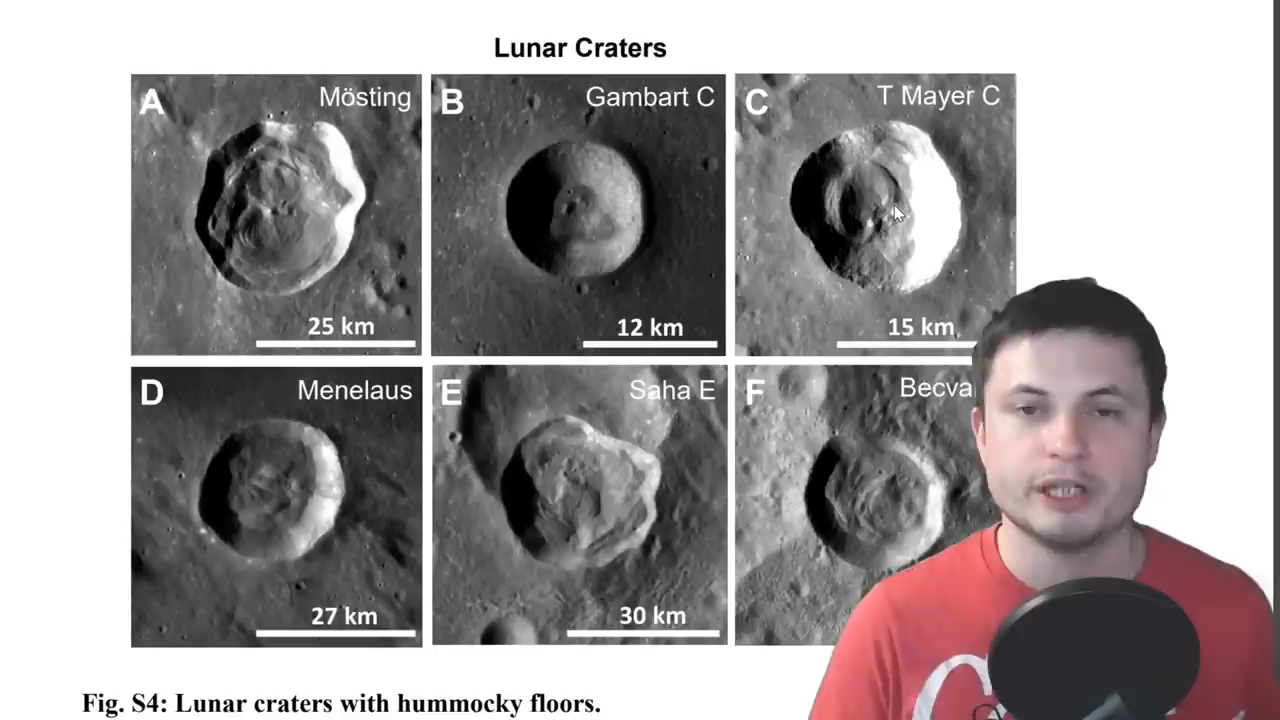 Lunar Craters
A Mösting
25 km
B Gambart C
12 km
C T Mayer C
15 km
D Menelaus
27 km
E Saha E
30 km
F
Fig. S4: Lunar craters with hummocky floors.